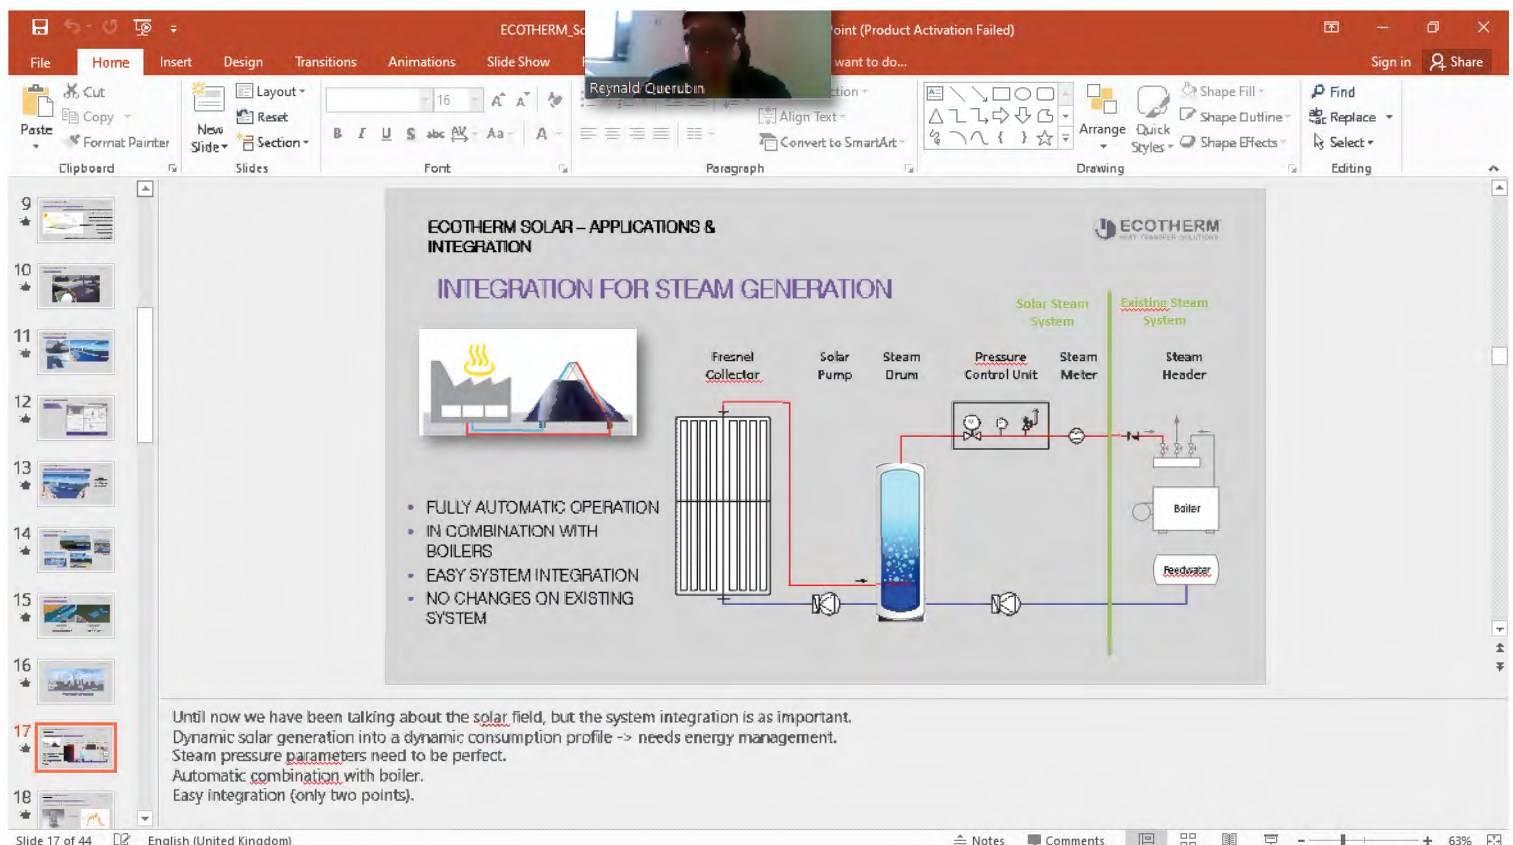 ECOTHERM_So
oint (Product Activation Failed)
File
Home
Insert
Design
Transitions
Animations
Slide Show
want to do...
Sign in
Share
Reynald Querubin
Paste
Cut
Copy
Format Painter
Clipboard
New
Slide
Layout
Reset
Section
Slides
16
B I U S abc AV Aa A
Font
ction
Align Text
Convert to SmartArt
Paragraph
Arrange
Quick
Styles
Shape Fill
Shape Outline
Shape Effects
Drawing
Find
Replace
Select
Editing
9
10
11
12
13
14
15
16
17
18
ECOTHERM SOLAR – APPLICATIONS &
INTEGRATION
ECOTHERM
HEAT TRANSFER SOLUTIONS
INTEGRATION FOR STEAM GENERATION
Solar Steam
System
Existing Steam
System
Fresnel
Collector
Solar
Pump
Steam
Drum
Pressure
Control Unit
Steam
Meter
Steam
Header
Boiler
Feedwater
• FULLY AUTOMATIC OPERATION
• IN COMBINATION WITH
BOILERS
• EASY SYSTEM INTEGRATION
• NO CHANGES ON EXISTING
SYSTEM
Until now we have been talking about the solar field, but the system integration is as important.
Dynamic solar generation into a dynamic consumption profile -> needs energy management.
Steam pressure parameters need to be perfect.
Automatic combination with boiler.
Easy integration (only two points).
Slide 17 of 44
English (United Kingdom)
Notes
Comments
63%